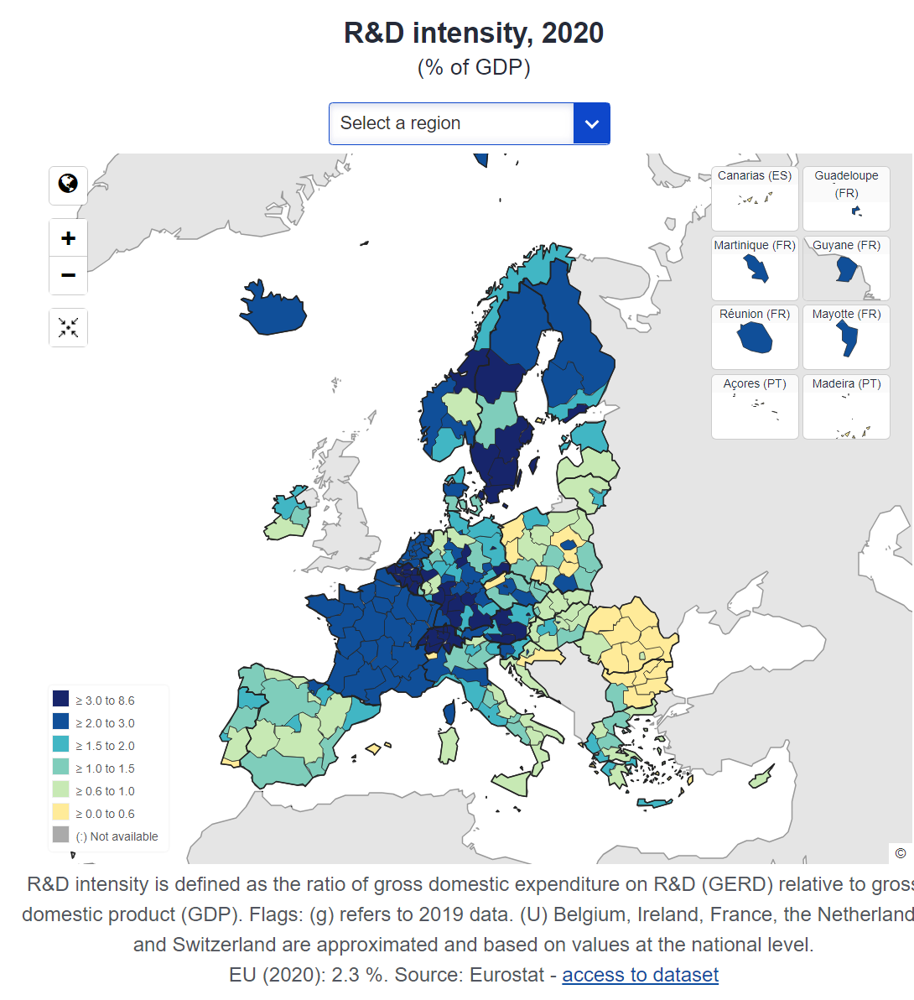 R&D intensity, 2020
(% of GDP)
Select a region
Canarias (ES)
Guadeloupe
(FR)
Martinique (FR)
Guyane (FR)
Réunion (FR)
Mayotte (FR)
Açores (PT)
Madeira (PT)
≥ 3.0 to 8.6
≥ 2.0 to 3.0
≥ 1.5 to 2.0
≥ 1.0 to 1.5
≥ 0.6 to 1.0
≥ 0.0 to 0.6
(:) Not available
©
R&D intensity is defined as the ratio of gross domestic expenditure on R&D (GERD) relative to gross
domestic product (GDP). Flags: (g) refers to 2019 data. (U) Belgium, Ireland, France, the Netherland
and Switzerland are approximated and based on values at the national level.
EU (2020): 2.3 %. Source: Eurostat - access to dataset